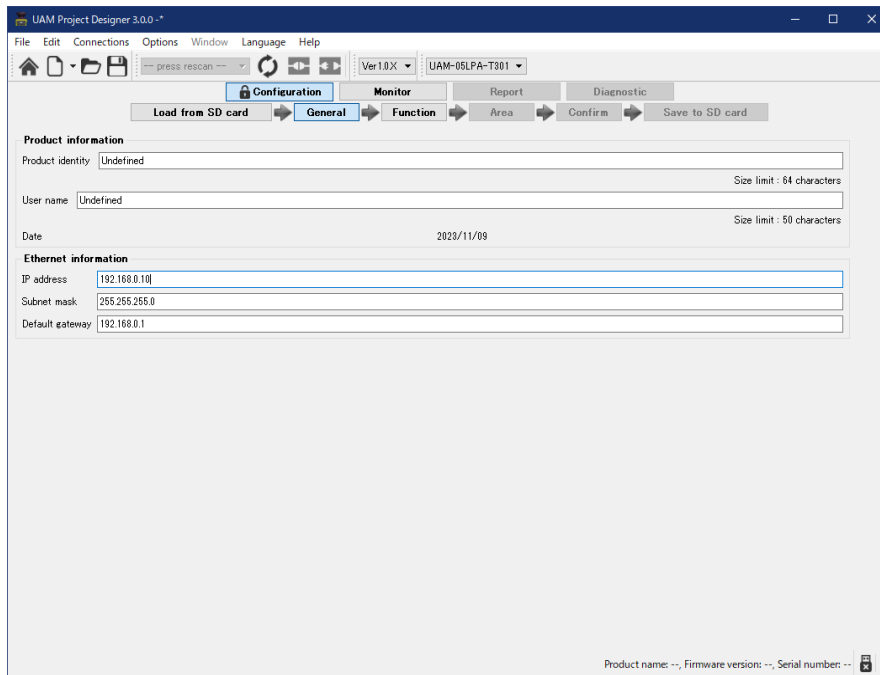 UAM Project Designer 3.0.0 -*
File Edit Connections Options Window Language Help
-- press rescan -- Ver1.0.X UAM-05LPA-T301
Configuration Monitor Report Diagnostic
Load from SD card General Function Area Confirm Save to SD card
Product information
Product identity Undefined
Size limit : 64 characters
User name Undefined
Size limit : 50 characters
Date 2023/11/09
Ethernet information
IP address 192.168.0.10
Subnet mask 255.255.255.0
Default gateway 192.168.0.1
Product name: --, Firmware version: --, Serial number: --